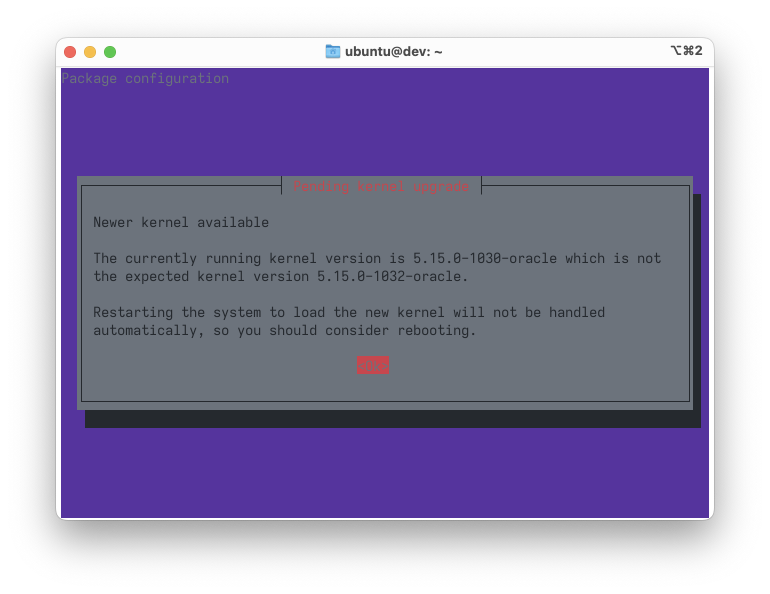 ubuntu@dev: ~
⌥⌘2
Package configuration
Pending kernel upgrade
Newer kernel available
The currently running kernel version is 5.15.0-1030-oracle which is not
the expected kernel version 5.15.0-1032-oracle.
Restarting the system to load the new kernel will not be handled
automatically, so you should consider rebooting.